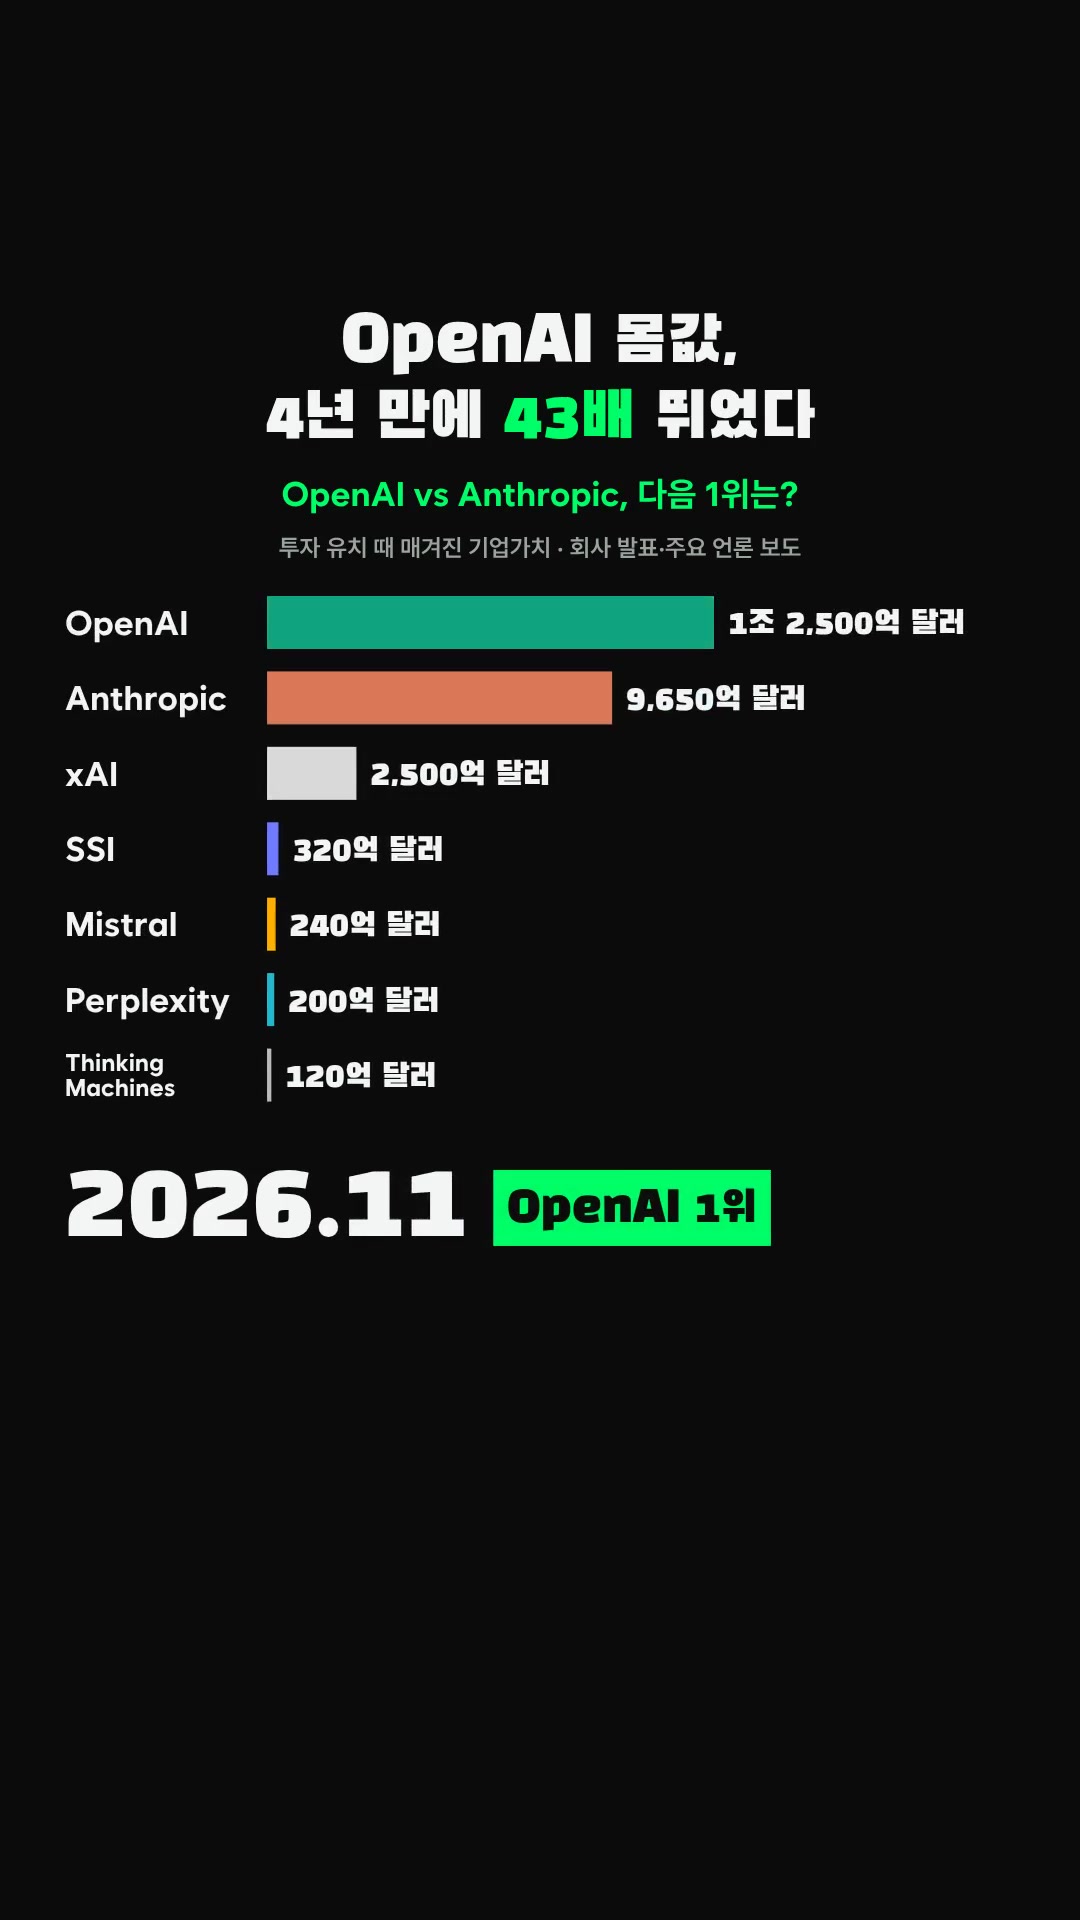 OpenAI 몸값,
4년 만에 43배 뛰었다
OpenAI vs Anthropic, 다음 1위는?
투자 유치 때 매겨진 기업가치 · 회사 발표·주요 언론 보도
OpenAI 1조 2,500억 달러
Anthropic 9,650억 달러
xAI 2,500억 달러
SSI 320억 달러
Mistral 240억 달러
Perplexity 200억 달러
Thinking
Machines 120억 달러
2026.11 OpenAI 1위